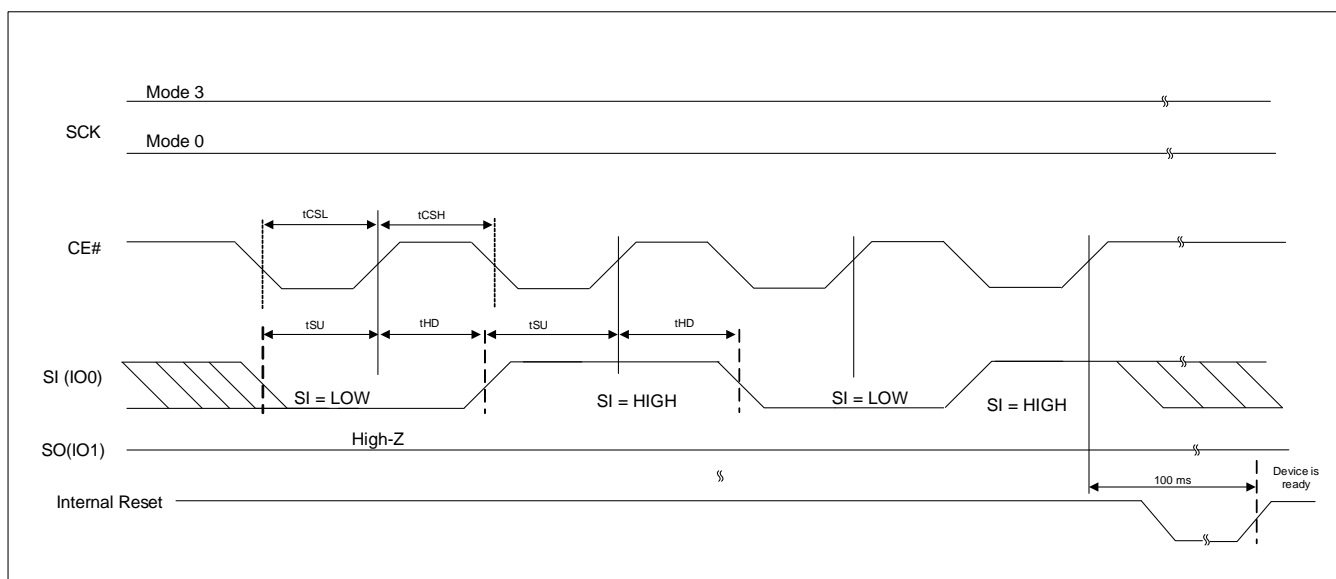 Mode 3
SCK
Mode 0
tCSL
tCSH
CE#
tSU
tHD
tSU
tHD
SI (IO0)
SI = LOW
SI = HIGH
SI = LOW
SI = HIGH
High-Z
SO(IO1)
100 ms
Device is
ready
Internal Reset